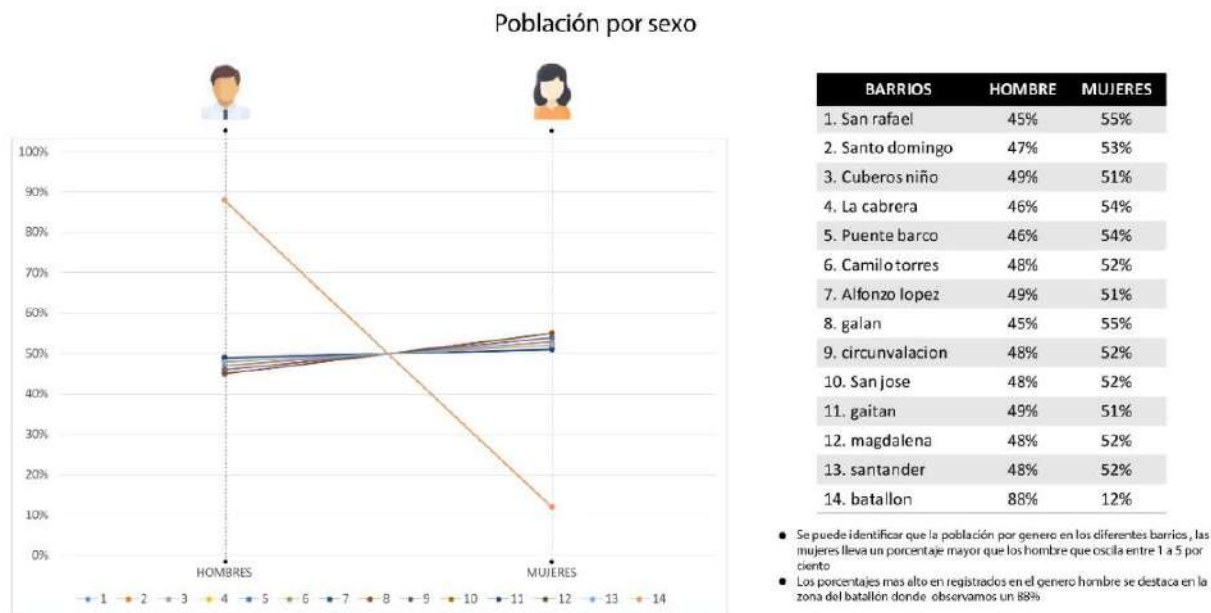 Población por sexo
100%
90%
80%
70%
60%
50%
40%
30%
20%
10%
0%
HOMBRES MUJERES
1 2 3 4 5 6 7 8 9 10 11 12 13 14
BARRIOS HOMBRE MUJERES
1. San rafael 45% 55%
2. Santo domingo 47% 53%
3. Cuberos niño 49% 51%
4. La cabrera 46% 54%
5. Puente barco 46% 54%
6. Camilo torres 48% 52%
7. Alfonzo lopez 49% 51%
8. galan 45% 55%
9. circunvalacion 48% 52%
10. San jose 48% 52%
11. gaitan 49% 51%
12. magdalena 48% 52%
13. santander 48% 52%
14. batallon 88% 12%
● Se puede identificar que la población por genero en los diferentes barrios, las
mujeres lleva un porcentaje mayor que los hombre que oscila entre 1 a 5 por
ciento
● Los porcentajes mas alto en registrados en el genero hombre se destaca en la
zona del batallón donde observamos un 88%